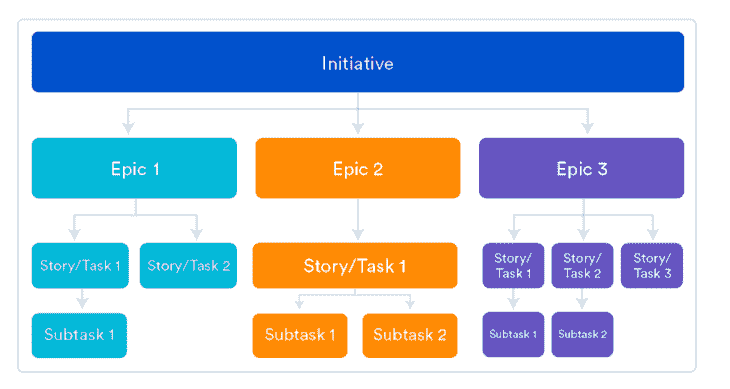 Initiative
Epic 1
Epic 2
Epic 3
Story/Task 1
Story/Task 2
Story/Task 1
Story/
Task 1
Story/
Task 2
Story/
Task 3
Subtask 1
Subtask 1
Subtask 2
Subtask 1
Subtask 2